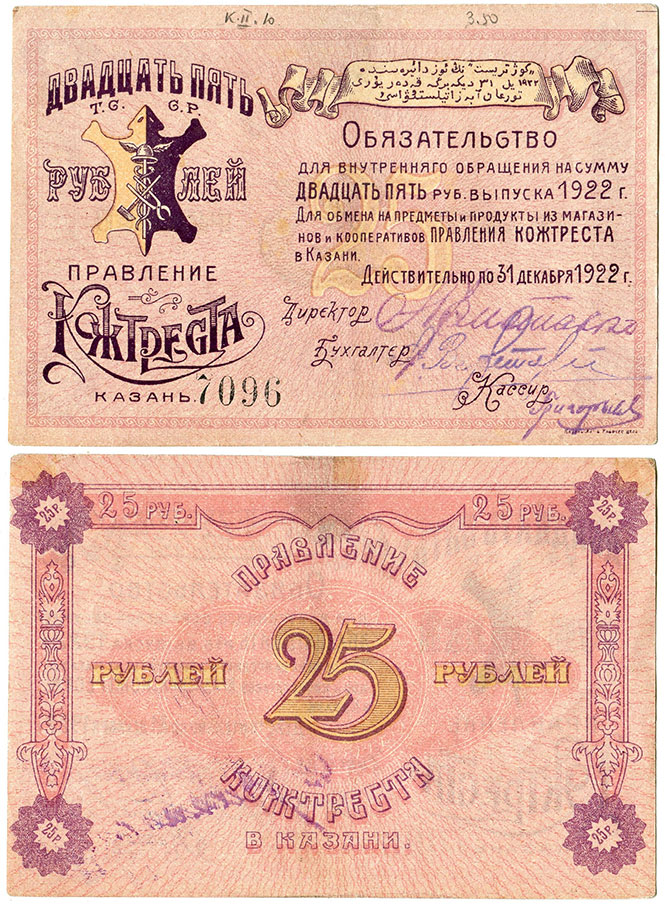 К.II.10
3.50
ДВАДЦАТЬ ПЯТЬ
РУБЛЕЙ
ПРАВЛЕНИЕ
КОЖТРЕСТА
КАЗАНЬ.
7096
ОБЯЗАТЕЛЬСТВО
ДЛЯ ВНУТРЕННЯГО ОБРАЩЕНИЯ НА СУММУ
ДВАДЦАТЬ ПЯТЬ РУБ. ВЫПУСКА 1922 Г.
ДЛЯ ОБМЕНА НА ПРЕДМЕТЫ И ПРОДУКТЫ ИЗ МАГАЗИ-
НОВ И КООПЕРАТИВОВ ПРАВЛЕНИЯ КОЖТРЕСТА
В КАЗАНИ.
ДЕЙСТВИТЕЛЬНО ПО 31 ДЕКАБРЯ 1922 Г.
Директор
Бухгалтер
Кассир
25
25 РУБ.
25 РУБ.
25 Р.
25 Р.
ПРАВЛЕНИЕ
РУБЛЕЙ
25
РУБЛЕЙ
КОЖТРЕСТА
В КАЗАНИ.
25 Р.
25 Р.